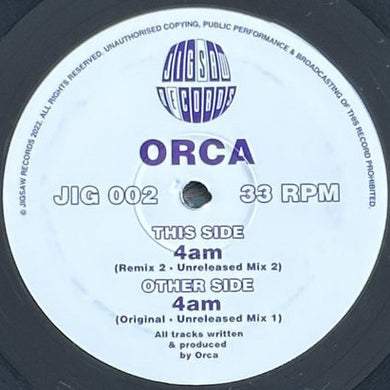 © JIGSAW RECORDS 2022. ALL RIGHTS RESERVED. UNAUTHORISED COPYING, PUBLIC PERFORMANCE & BROADCASTING OF THIS RECORD PROHIBITED.
JIGSAW
RECORDS
ORCA
JIG 002
33 RPM
THIS SIDE
4am
(Remix 2 • Unreleased Mix 2)
OTHER SIDE
4am
(Original • Unreleased Mix 1)
All tracks written
& produced
by Orca